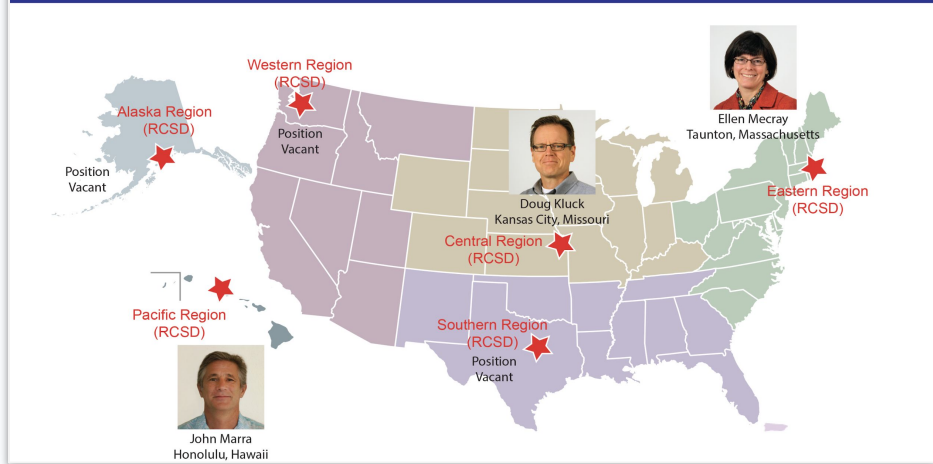 Western Region
(RCSD)
Position
Vacant
Alaska Region
(RCSD)
Position
Vacant
Ellen Mecray
Taunton, Massachusetts
Eastern Region
(RCSD)
Doug Kluck
Kansas City, Missouri
Central Region
(RCSD)
Pacific Region
(RCSD)
John Marra
Honolulu, Hawaii
Southern Region
(RCSD)
Position
Vacant